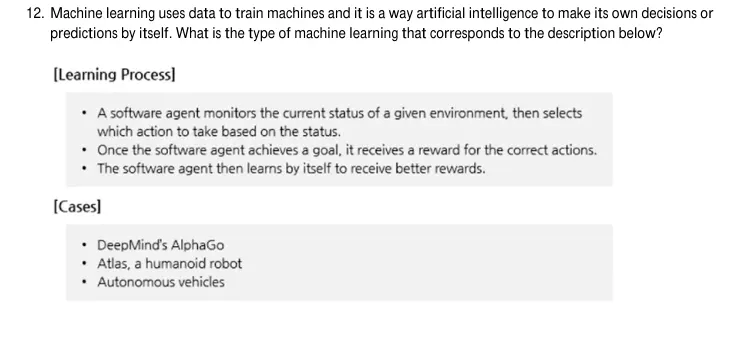 12. Machine learning uses data to train machines and it is a way artificial intelligence to make its own decisions or
predictions by itself. What is the type of machine learning that corresponds to the description below?
[Learning Process]
• A software agent monitors the current status of a given environment, then selects
which action to take based on the status.
• Once the software agent achieves a goal, it receives a reward for the correct actions.
• The software agent then learns by itself to receive better rewards.
[Cases]
• DeepMind's AlphaGo
• Atlas, a humanoid robot
• Autonomous vehicles